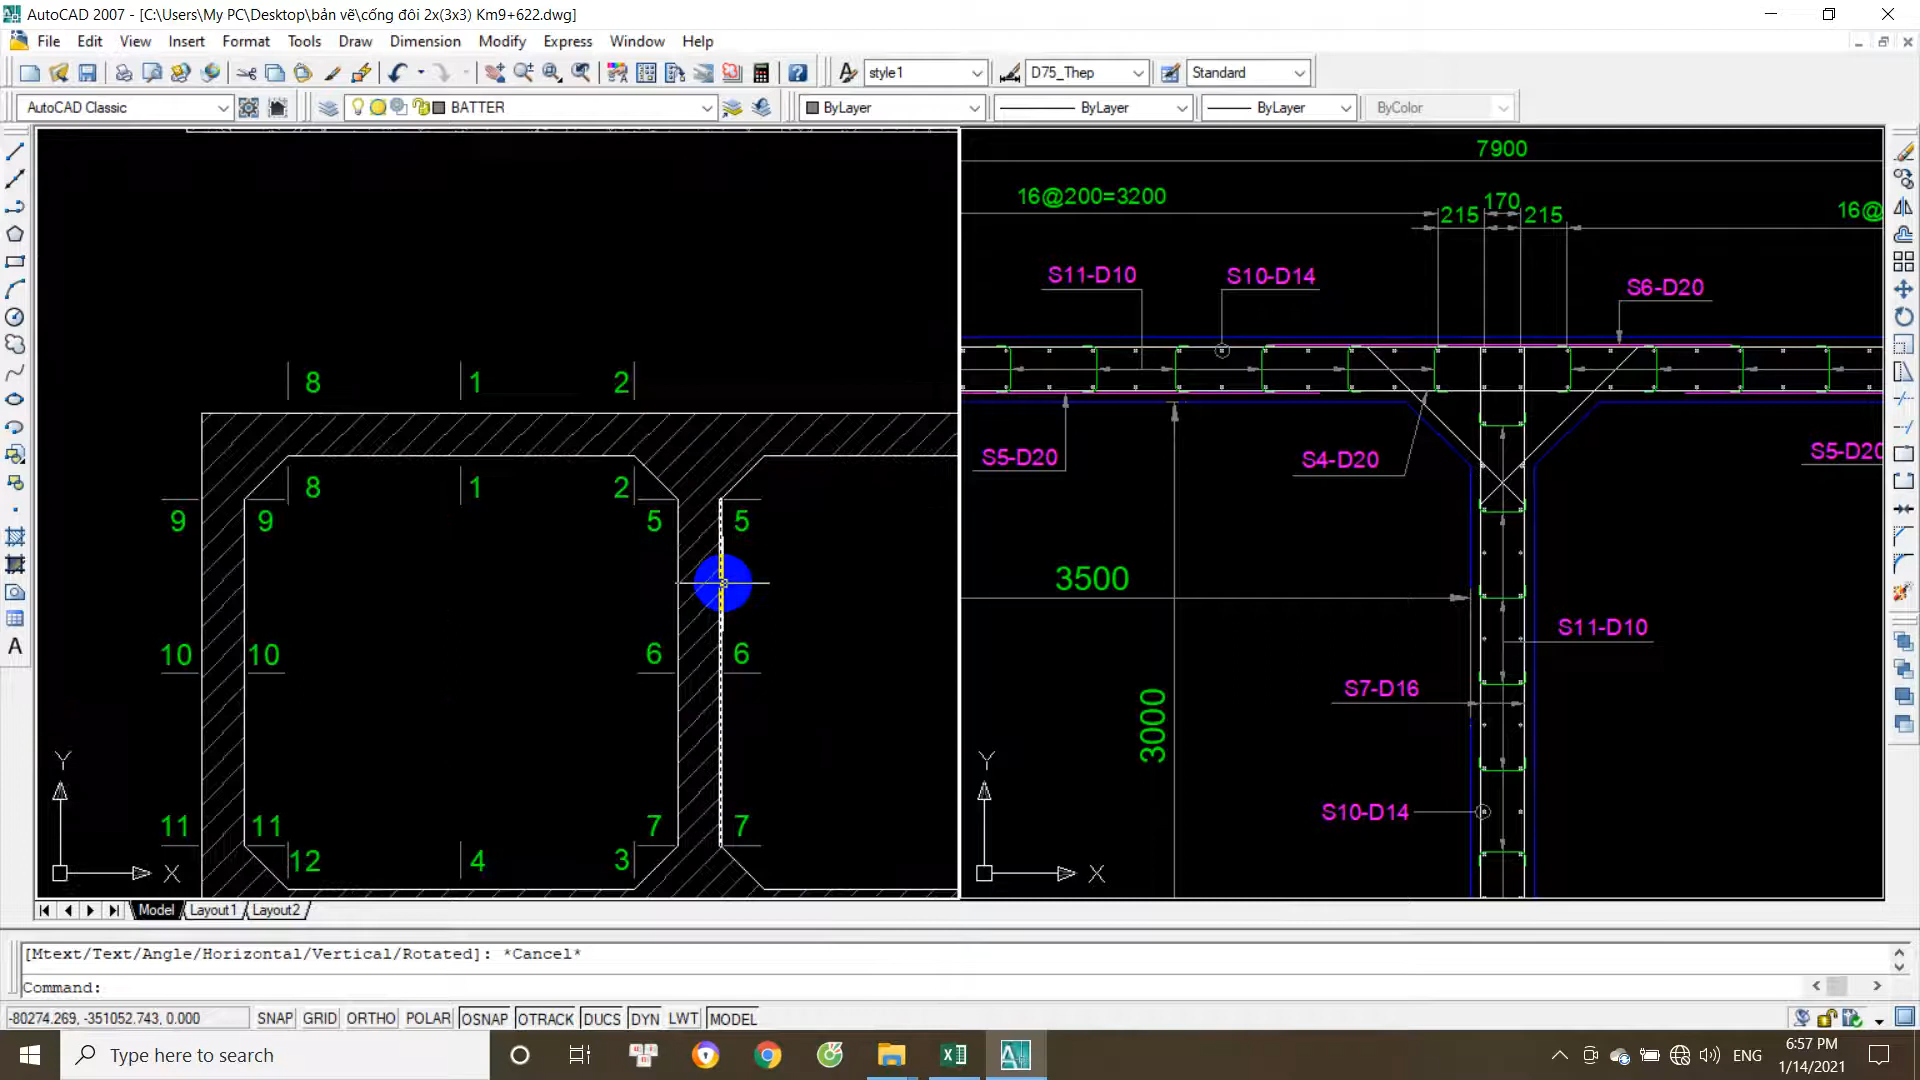 AutoCAD 2007 - [C:\Users\My PC\Desktop\bản vẽ\cống đôi 2x(3x3) Km9+622.dwg]
File Edit View Insert Format Tools Draw Dimension Modify Express Window Help
style1 D75_Thep Standard
AutoCAD Classic BATTER ByLayer ByLayer ByLayer ByColor
7900
16@200=3200 215 170 215 16@
S11-D10 S10-D14 S6-D20
8 1 2
S5-D20 S4-D20 S5-D20
8 1 2
9 9 5 5
3500
S11-D10
10 10 6 6
S7-D16
3000
S10-D14
11 11 7 7
12 4 3
Y X Y X
Model Layout1 Layout2
[Mtext/Text/Angle/Horizontal/Vertical/Rotated]: *Cancel*
Command:
-80274.269, -351052.743, 0.000 SNAP GRID ORTHO POLAR OSNAP OTRACK DUCS DYN LWT MODEL
Type here to search
ENG
6:57 PM
1/14/2021